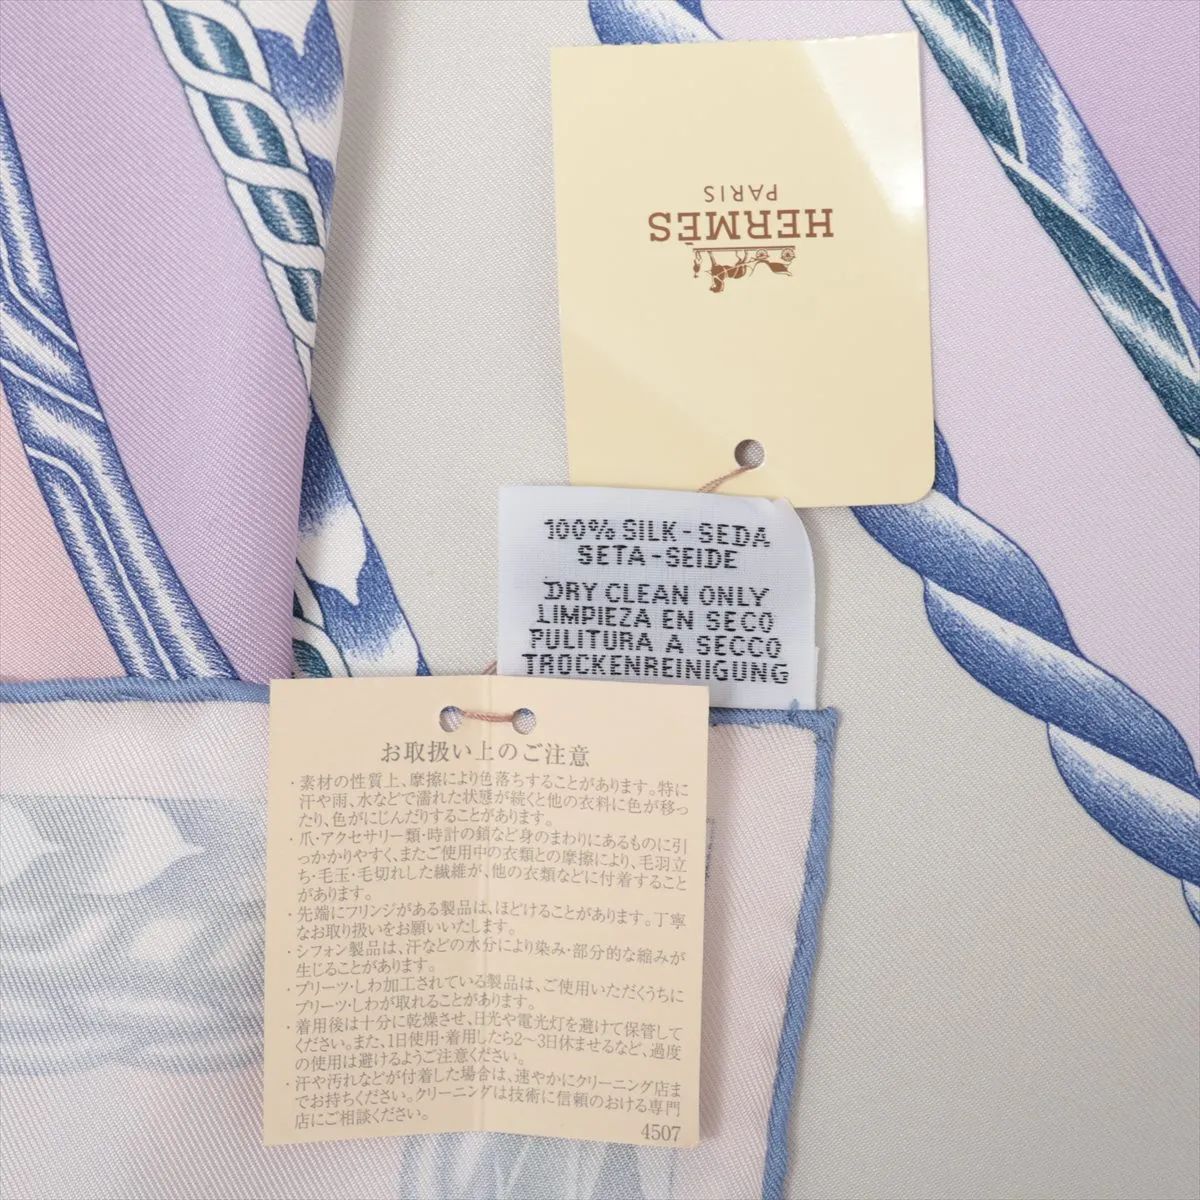 HERMÈS
PARIS
100% SILK - SEDA
SETA - SEIDE
DRY CLEAN ONLY
LIMPIEZA EN SECO
PULITURA A SECCO
TROCKENREINIGUNG
お取扱い上のご注意
・素材の性質上、摩擦により色落ちすることがあります。特に
汗や雨、水などで濡れた状態が続くと他の衣料に色が移っ
たり、色がにじんだりすることがあります。
・爪・アクセサリー類・時計の鎖など身のまわりにあるものに引
っかかりやすく、またご使用中の衣類との摩擦により、毛羽立
ち・毛玉・毛切れした繊維が、他の衣類などに付着すること
があります。
・先端にフリンジがある製品は、ほどけることがあります。丁寧
なお取り扱いをお願いいたします。
・シフォン製品は、汗などの水分により染み・部分的な縮みが
生じることがあります。
・プリーツ・しわ加工されている製品は、ご使用いただくうちに
プリーツ・しわが取れることがあります。
・着用後は十分に乾燥させ、日光や電光灯を避けて保管して
ください。また、1日使用・着用したら2〜3日休ませるなど、過度
の使用は避けるようご注意ください。
・汗や汚れなどが付着した場合は、速やかにクリーニング店ま
でお持ちください。クリーニングは技術に信頼のおける専門
店にご相談ください。
4507